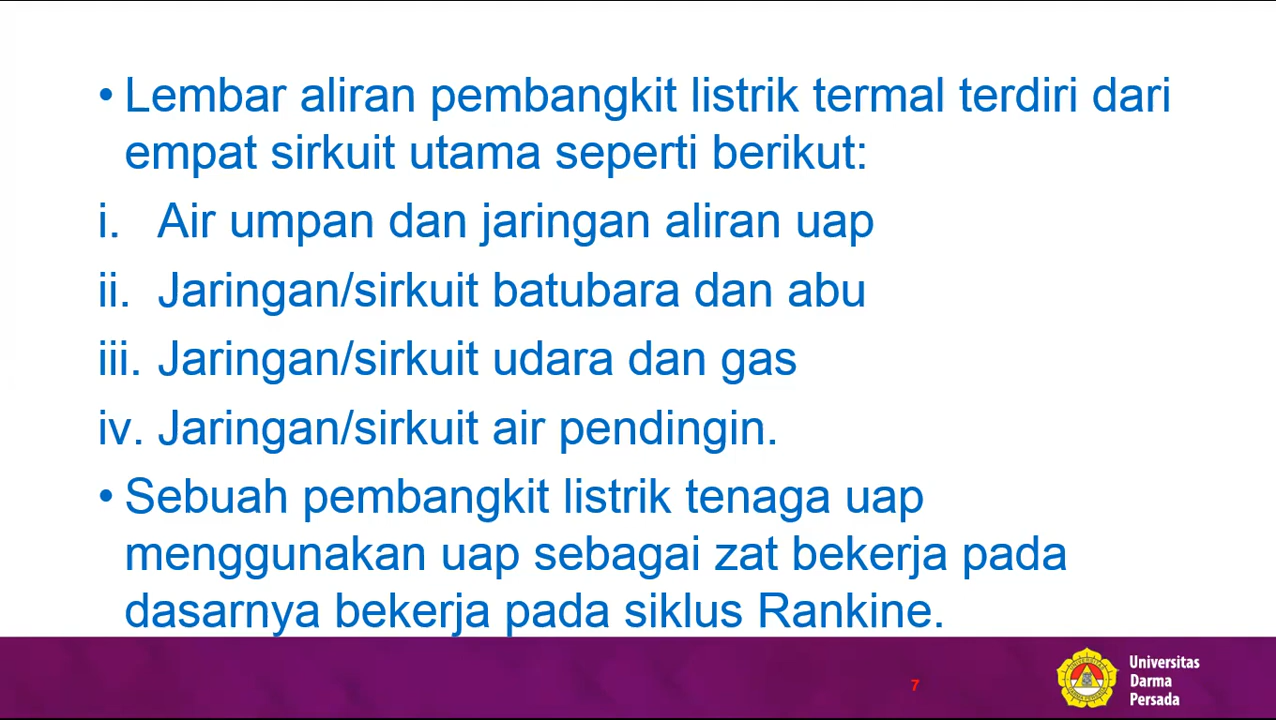 • Lembar aliran pembangkit listrik termal terdiri dari
empat sirkuit utama seperti berikut:
i. Air umpan dan jaringan aliran uap
ii. Jaringan/sirkuit batubara dan abu
iii. Jaringan/sirkuit udara dan gas
iv. Jaringan/sirkuit air pendingin.
• Sebuah pembangkit listrik tenaga uap
menggunakan uap sebagai zat bekerja pada
dasarnya bekerja pada siklus Rankine.
7
Universitas
Darma
Persada